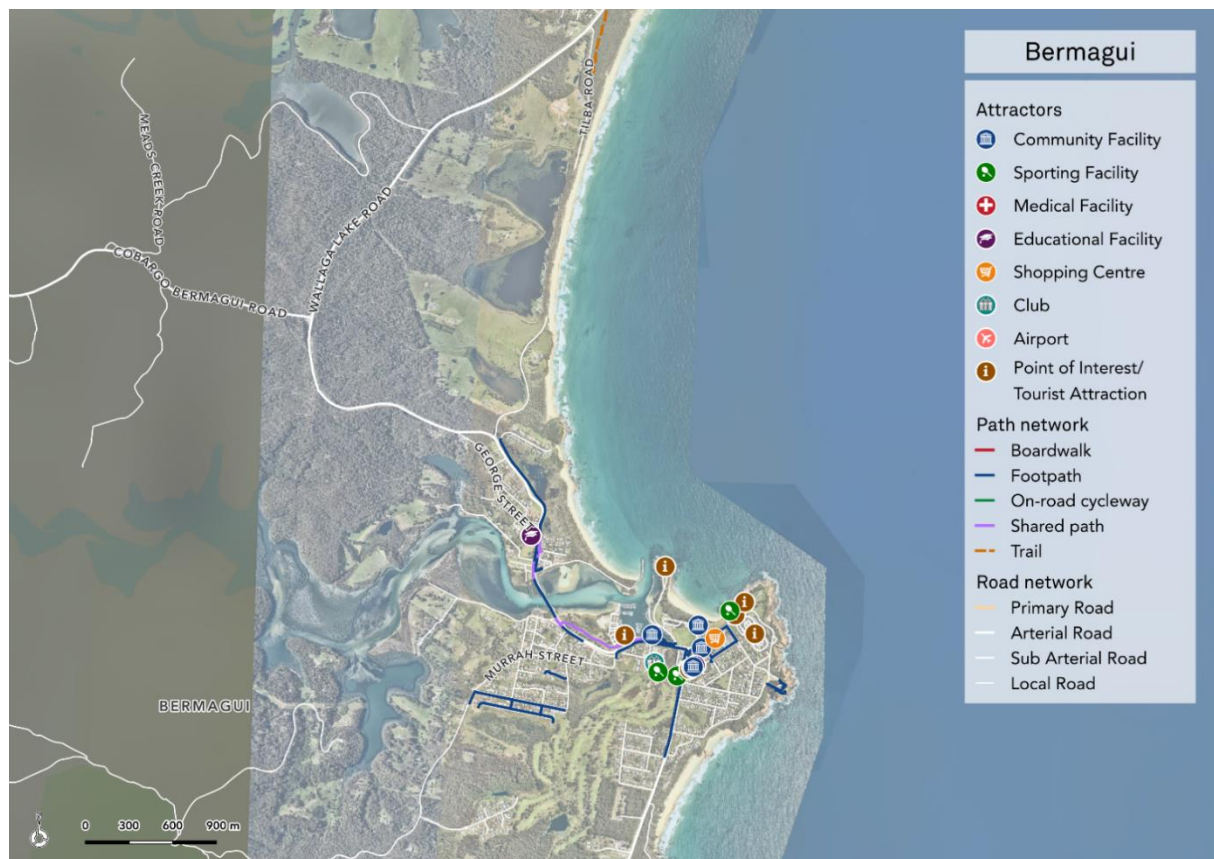 Bermagui
Attractors
Community Facility
Sporting Facility
Medical Facility
Educational Facility
Shopping Centre
Club
Airport
Point of Interest/
Tourist Attraction
Path network
Boardwalk
Footpath
On-road cycleway
Shared path
Trail
Road network
Primary Road
Arterial Road
Sub Arterial Road
Local Road
TILBA ROAD
MEADS CREEK ROAD
WALLAGA LAKE ROAD
COBARGO BERMAGUI ROAD
GEORGE STREET
MURRAH STREET
BERMAGUI
0 300 600 900 m